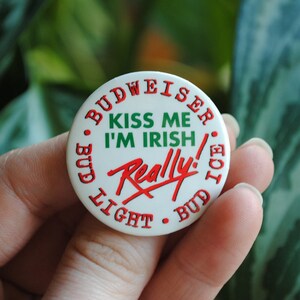 BUDWEISER
KISS ME
I'M IRISH
Really!
• BUD LIGHT • BUD ICE •